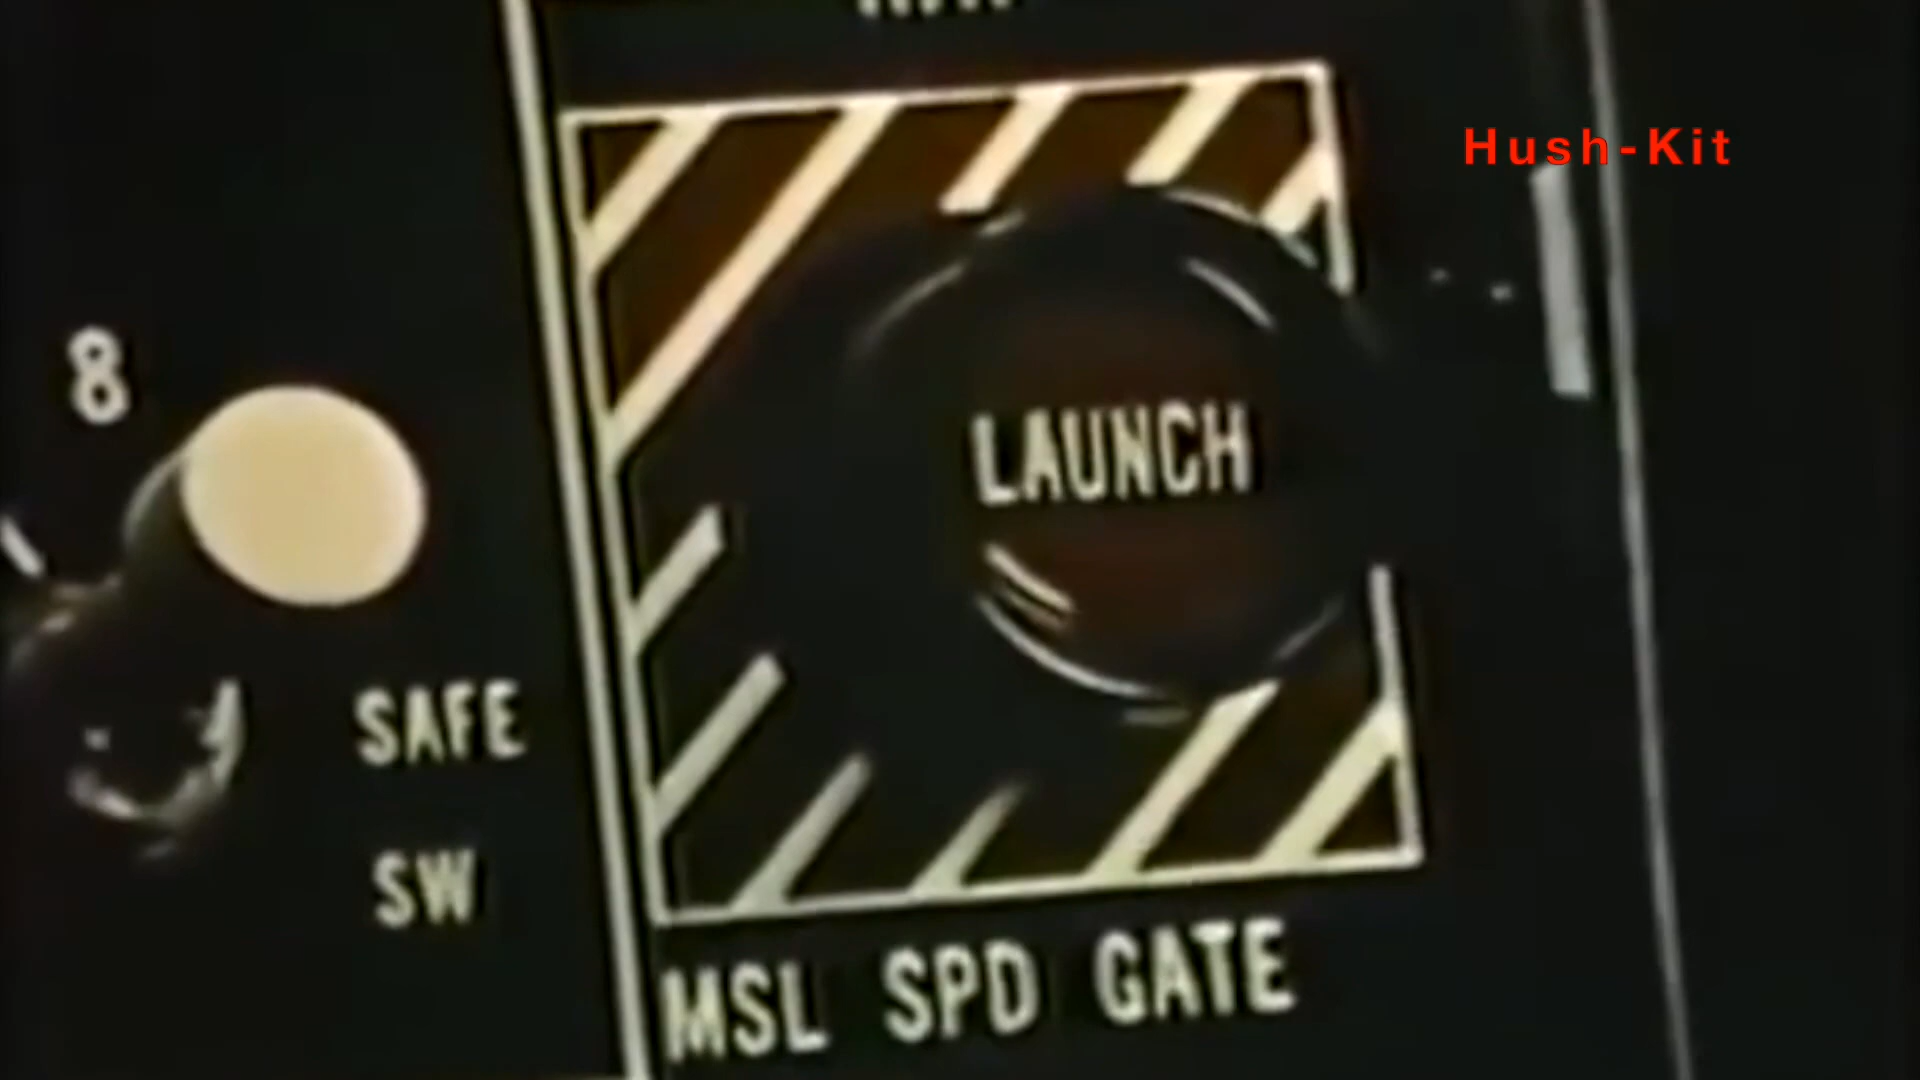 Hush-Kit
8
LAUNCH
SAFE
SW
MSL SPD GATE